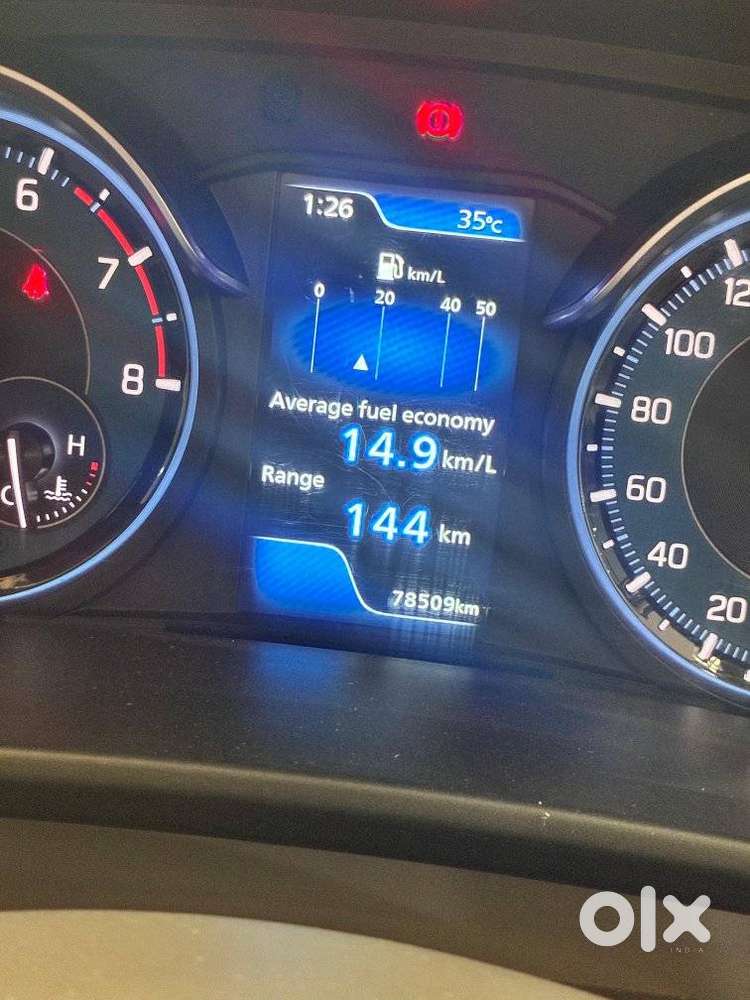 1:26 35°c
km/L
0 20 40 50
Average fuel economy
14.9 km/L
Range
144 km
78509km
6
7
8
H
C
12
100
80
60
40
20
olx
INDIA